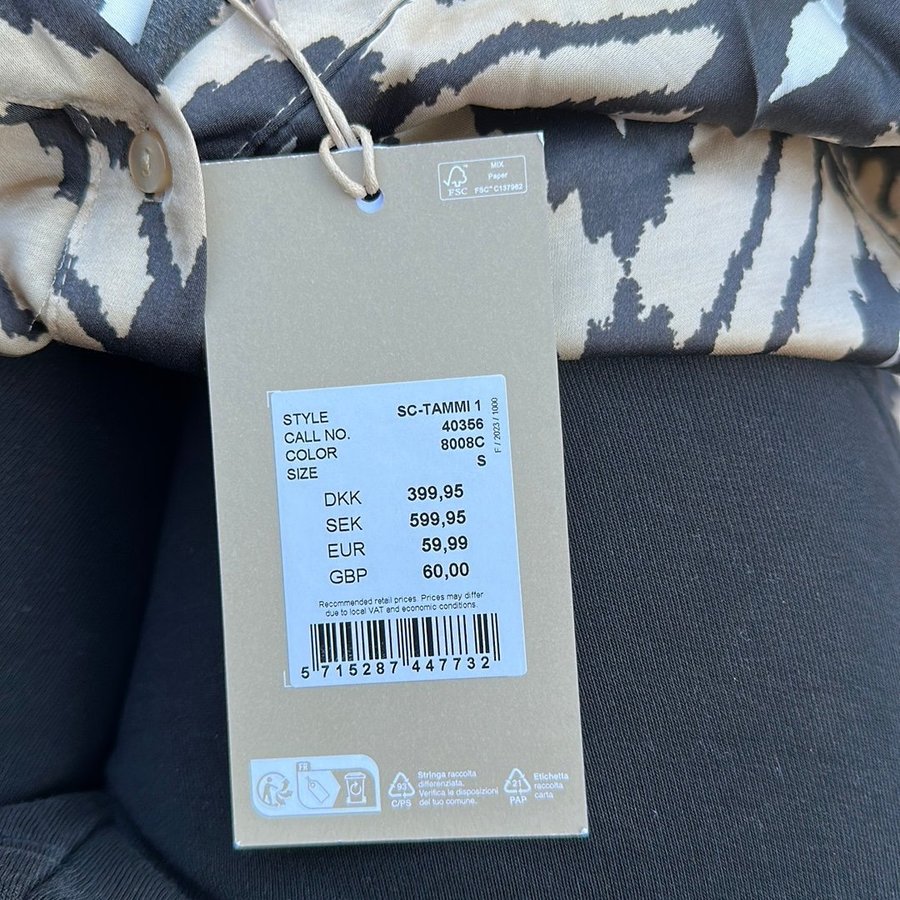 MIX
Paper
FSC
FSC™ C137982
STYLE SC-TAMMI 1
CALL NO. 40356
COLOR 8008C
SIZE S
F / 2023 / 1000
DKK 399,95
SEK 599,95
EUR 59,99
GBP 60,00
Recommended retail prices. Prices may differ
due to local VAT and economic conditions.
5 715287 447732
FR
93
C/PS
Stringa raccolta
differenziata.
Verifica le disposizioni
del tuo comune.
21
PAP
Etichetta
raccolta
carta